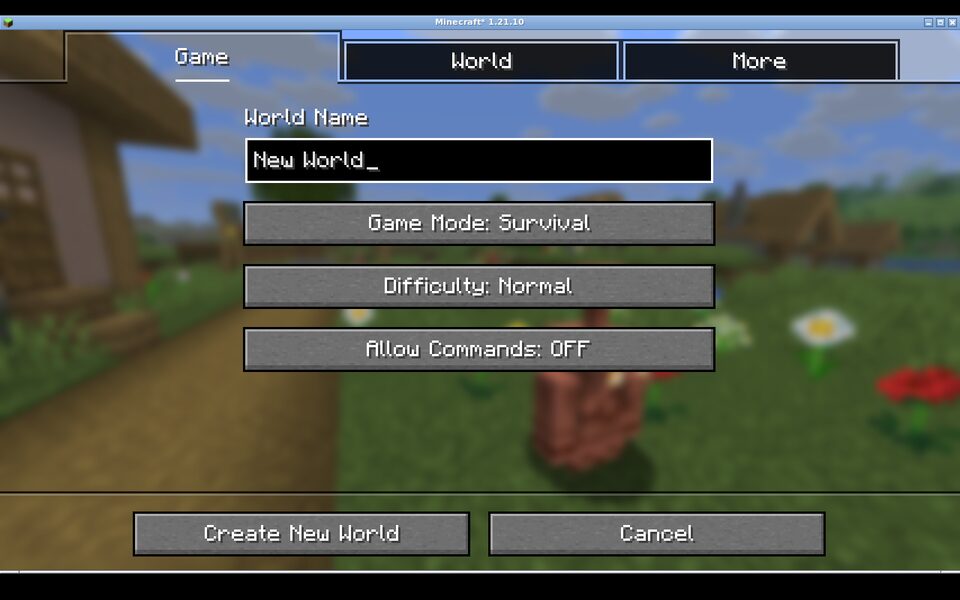 Minecraft* 1.21.10
Game
World
More
World Name
New World_
Game Mode: Survival
Difficulty: Normal
Allow Commands: OFF
Create New World
Cancel